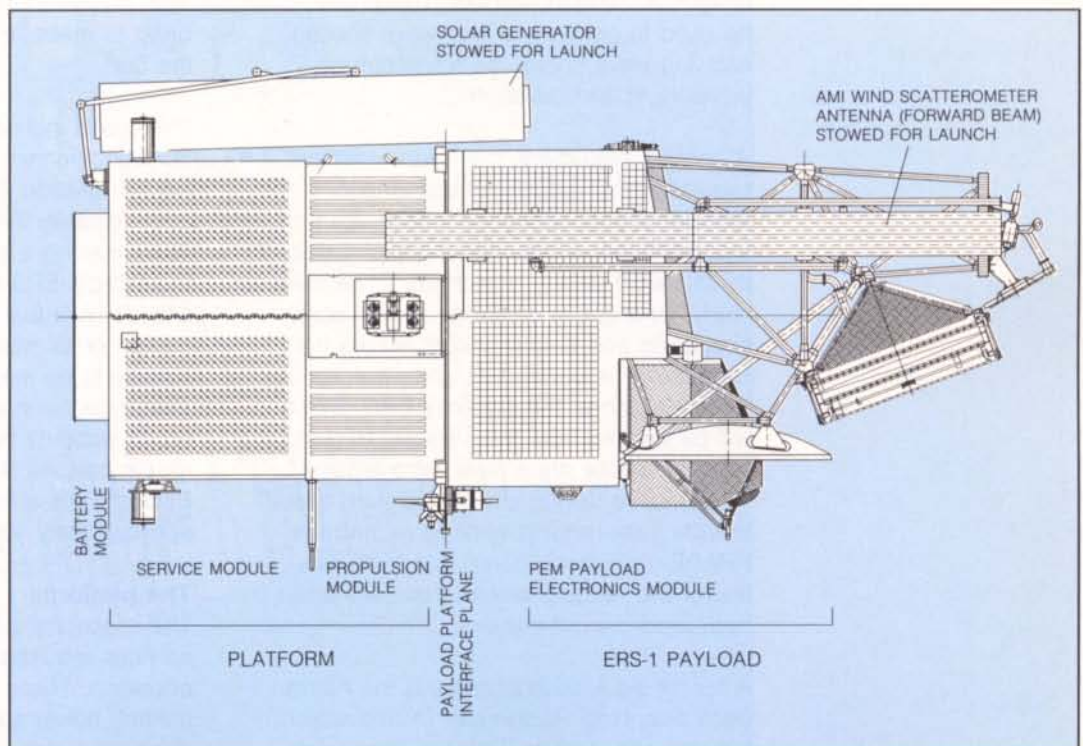 SOLAR GENERATOR
STOWED FOR LAUNCH
AMI WIND SCATTEROMETER
ANTENNA (FORWARD BEAM)
STOWED FOR LAUNCH
BATTERY
MODULE
SERVICE MODULE
PROPULSION
MODULE
PAYLOAD PLATFORM
INTERFACE PLANE
PEM PAYLOAD
ELECTRONICS MODULE
PLATFORM
ERS-1 PAYLOAD